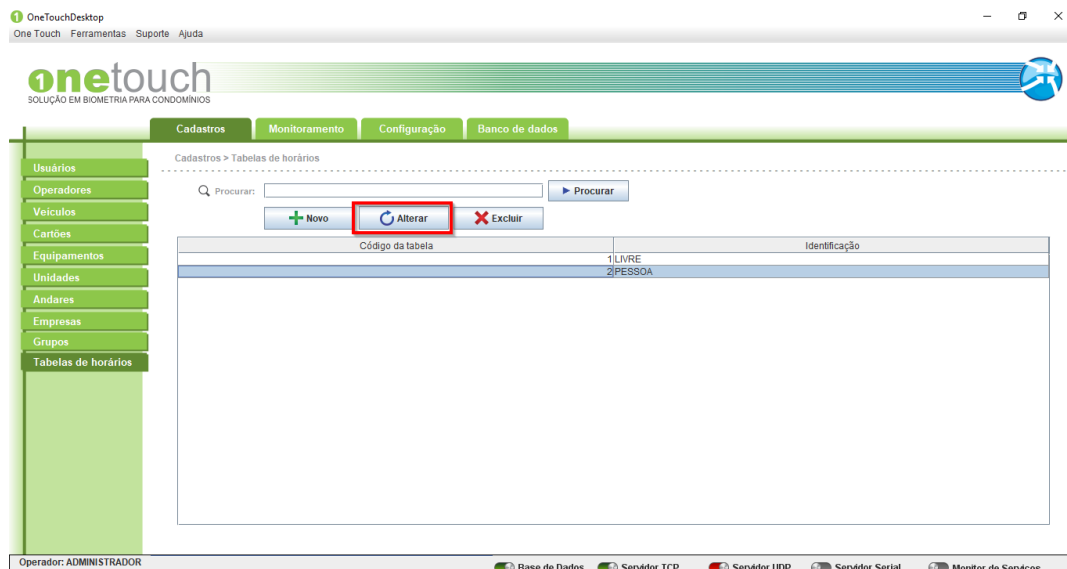 OneTouchDesktop
One Touch Ferramentas Suporte Ajuda
onetouch
SOLUÇÃO EM BIOMETRIA PARA CONDOMÍNIOS
Cadastros Monitoramento Configuração Banco de dados
Cadastros > Tabelas de horários
Usuários
Operadores
Veículos
Cartões
Equipamentos
Unidades
Andares
Empresas
Grupos
Tabelas de horários
Procurar: Procurar
Novo Alterar Excluir
Código da tabela Identificação
1 LIVRE
2 PESSOA
Operador: ADMINISTRADOR
Base de Dados Servidor TCP Servidor UDP Servidor Serial Monitor de Serviços